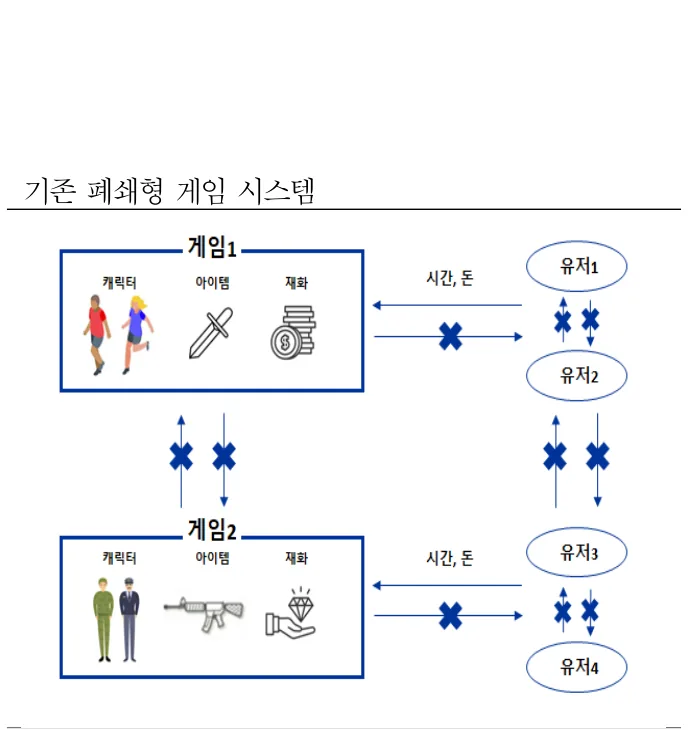 기존 폐쇄형 게임 시스템
게임1
캐릭터 아이템 재화
시간, 돈
유저1
유저2
게임2
캐릭터 아이템 재화
시간, 돈
유저3
유저4